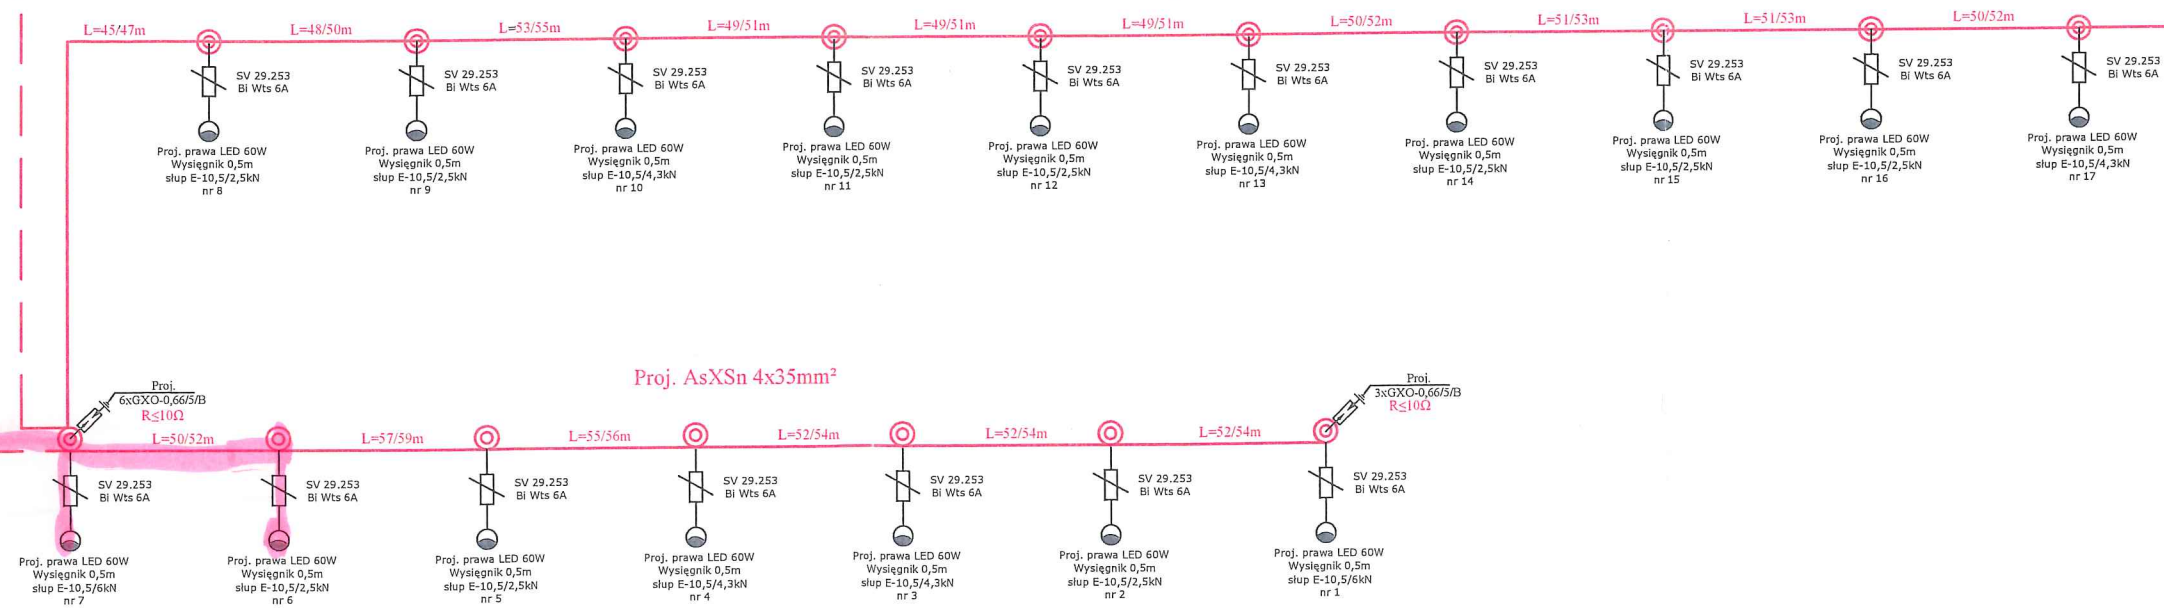 L=45/47m
L=48/50m
L=53/55m
L=49/51m
L=49/51m
L=49/51m
L=50/52m
L=51/53m
L=51/53m
L=50/52m
SV 29.253
Bi Wts 6A
SV 29.253
Bi Wts 6A
SV 29.253
Bi Wts 6A
SV 29.253
Bi Wts 6A
SV 29.253
Bi Wts 6A
SV 29.253
Bi Wts 6A
SV 29.253
Bi Wts 6A
SV 29.253
Bi Wts 6A
SV 29.253
Bi Wts 6A
SV 29.253
Bi Wts 6A
Proj. prawa LED 60W
Wysięgnik 0,5m
słup E-10,5/2,5kN
nr 8
Proj. prawa LED 60W
Wysięgnik 0,5m
słup E-10,5/2,5kN
nr 9
Proj. prawa LED 60W
Wysięgnik 0,5m
słup E-10,5/4,3kN
nr 10
Proj. prawa LED 60W
Wysięgnik 0,5m
słup E-10,5/2,5kN
nr 11
Proj. prawa LED 60W
Wysięgnik 0,5m
słup E-10,5/2,5kN
nr 12
Proj. prawa LED 60W
Wysięgnik 0,5m
słup E-10,5/4,3kN
nr 13
Proj. prawa LED 60W
Wysięgnik 0,5m
słup E-10,5/2,5kN
nr 14
Proj. prawa LED 60W
Wysięgnik 0,5m
słup E-10,5/2,5kN
nr 15
Proj. prawa LED 60W
Wysięgnik 0,5m
słup E-10,5/2,5kN
nr 16
Proj. prawa LED 60W
Wysięgnik 0,5m
słup E-10,5/4,3kN
nr 17
Proj. AsXSn 4x35mm²
Proj.
6xGXO-0,66/5/B
R≤10Ω
Proj.
3xGXO-0,66/5/B
R≤10Ω
L=50/52m
L=57/59m
L=55/56m
L=52/54m
L=52/54m
L=52/54m
SV 29.253
Bi Wts 6A
SV 29.253
Bi Wts 6A
SV 29.253
Bi Wts 6A
SV 29.253
Bi Wts 6A
SV 29.253
Bi Wts 6A
SV 29.253
Bi Wts 6A
SV 29.253
Bi Wts 6A
Proj. prawa LED 60W
Wysięgnik 0,5m
słup E-10,5/6kN
nr 7
Proj. prawa LED 60W
Wysięgnik 0,5m
słup E-10,5/2,5kN
nr 6
Proj. prawa LED 60W
Wysięgnik 0,5m
słup E-10,5/2,5kN
nr 5
Proj. prawa LED 60W
Wysięgnik 0,5m
słup E-10,5/4,3kN
nr 4
Proj. prawa LED 60W
Wysięgnik 0,5m
słup E-10,5/4,3kN
nr 3
Proj. prawa LED 60W
Wysięgnik 0,5m
słup E-10,5/2,5kN
nr 2
Proj. prawa LED 60W
Wysięgnik 0,5m
słup E-10,5/6kN
nr 1